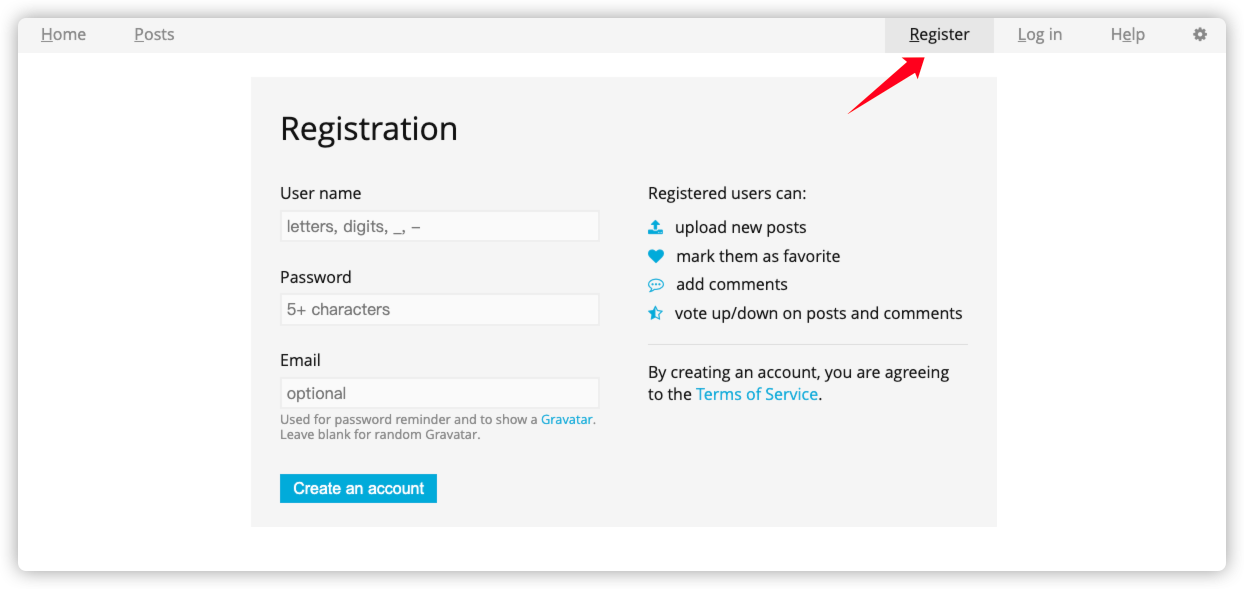 Home Posts Register Log in Help
Registration
User name
letters, digits, _, –
Password
5+ characters
Email
optional
Used for password reminder and to show a Gravatar.
Leave blank for random Gravatar.
Create an account
Registered users can:
upload new posts
mark them as favorite
add comments
vote up/down on posts and comments
By creating an account, you are agreeing
to the Terms of Service.